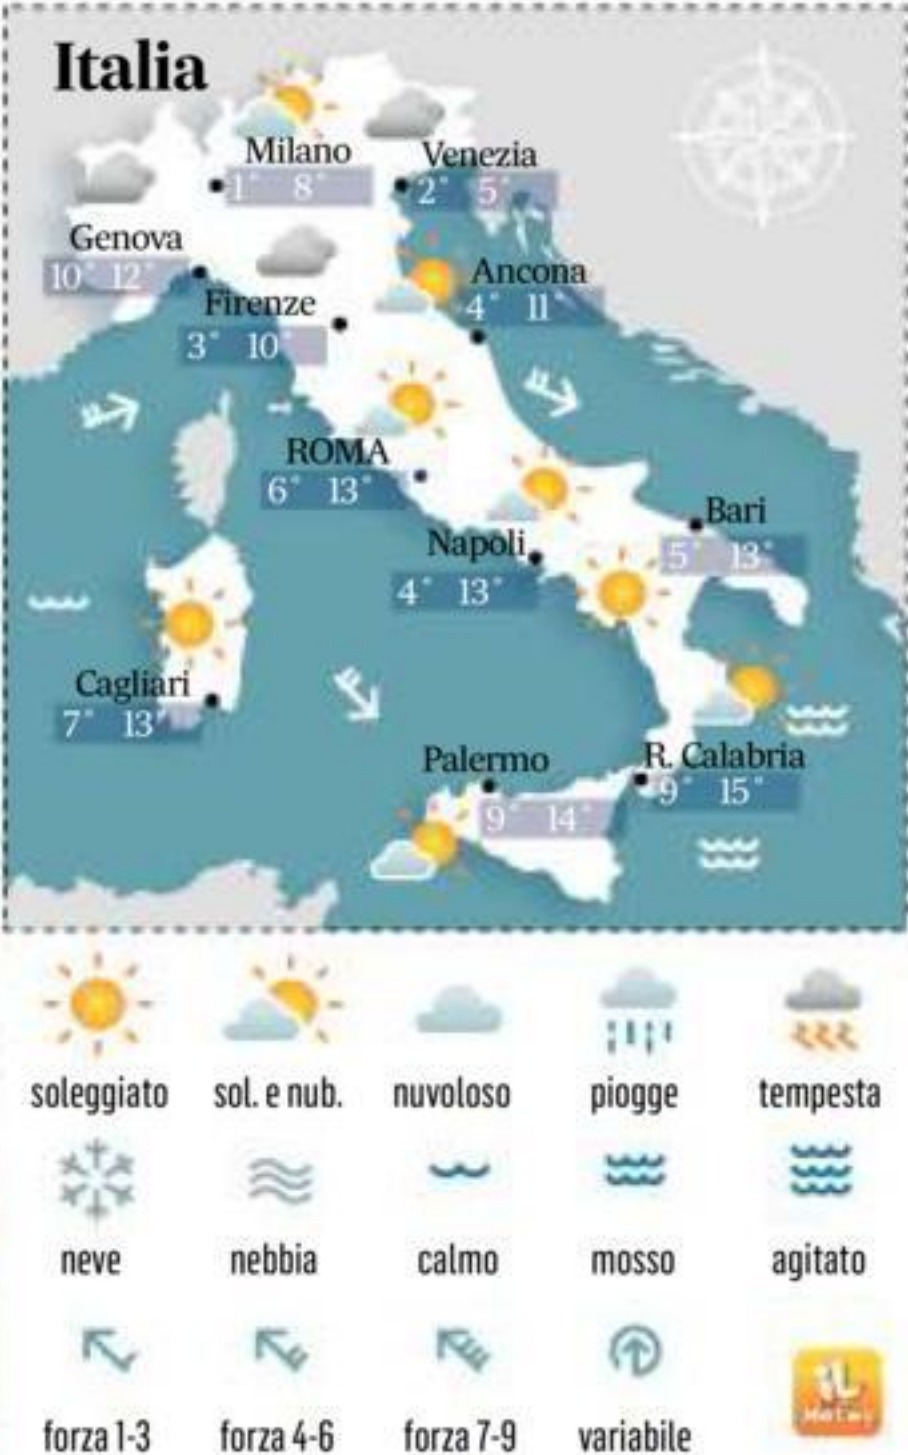 Italia
Milano
1° 8°
Venezia
2° 5°
Genova
10° 12°
Ancona
4° 11°
Firenze
3° 10°
ROMA
6° 13°
Bari
5° 13°
Napoli
4° 13°
Cagliari
7° 13°
Palermo
9° 14°
R. Calabria
9° 15°
soleggiato sol. e nub. nuvoloso piogge tempesta
neve nebbia calmo mosso agitato
iL
forza 1-3 forza 4-6 forza 7-9 variabile